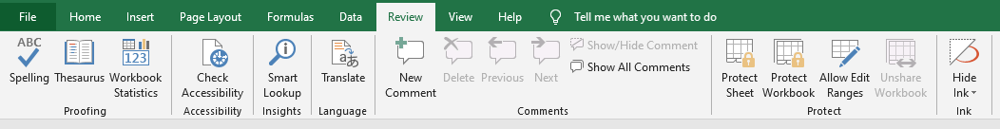 File Home Insert Page Layout Formulas Data Review View Help Tell me what you want to do
ABC
Spelling
Thesaurus
123
Workbook
Statistics
Proofing
Check
Accessibility
Accessibility
Smart
Lookup
Insights
a
あ
Translate
Language
New
Comment
Delete
Previous
Next
Show/Hide Comment
Show All Comments
Comments
Protect
Sheet
Protect
Workbook
Allow Edit
Ranges
Unshare
Workbook
Protect
Hide
Ink
Ink